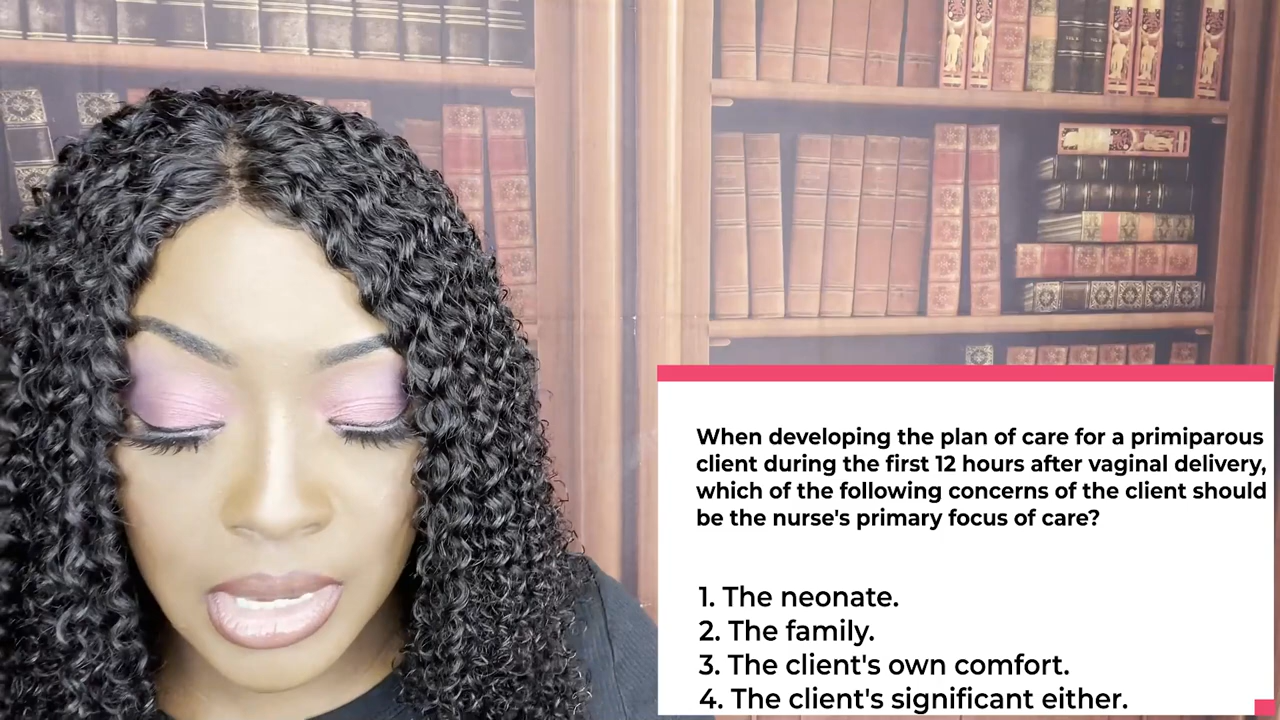 When developing the plan of care for a primiparous
client during the first 12 hours after vaginal delivery,
which of the following concerns of the client should
be the nurse's primary focus of care?
1. The neonate.
2. The family.
3. The client's own comfort.
4. The client's significant either.